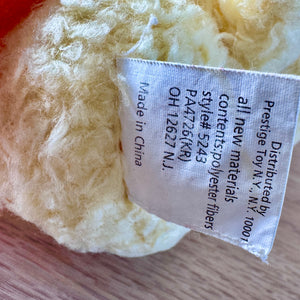 Distributed by
Prestige Toy N.Y., N.Y. 10001
all new materials
contents:polyester fibers
style# 5243
PA4726(KR)
OH 12627 N.J.
Made in China